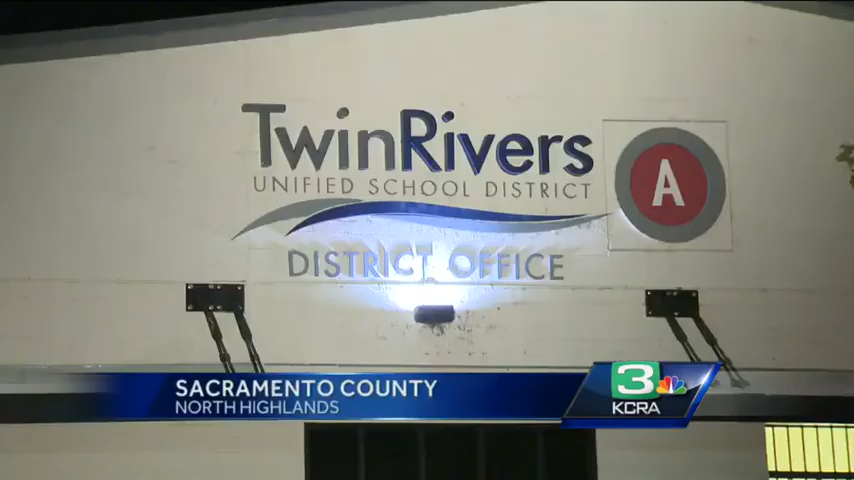 TwinRivers
UNIFIED SCHOOL DISTRICT
A
DISTRICT OFFICE
SACRAMENTO COUNTY
NORTH HIGHLANDS
3
KCRA